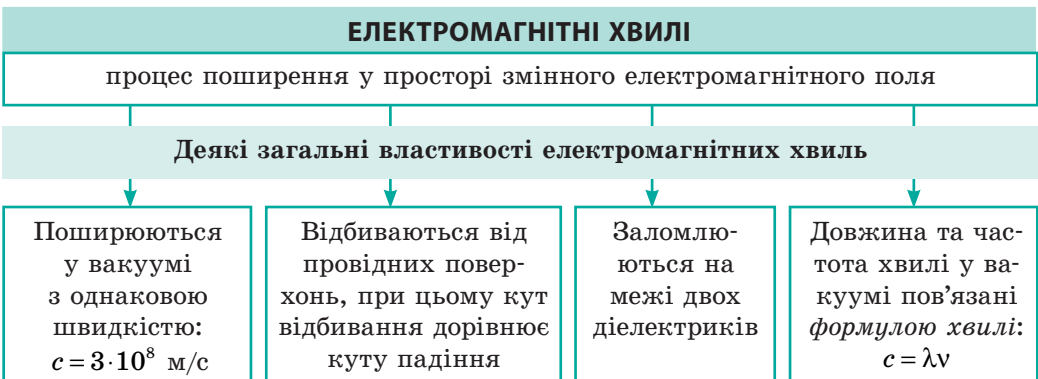 ЕЛЕКТРОМАГНІТНІ ХВИЛІ
процес поширення у просторі змінного електромагнітного поля
Деякі загальні властивості електромагнітних хвиль
Поширюються
у вакуумі
з однаковою
швидкістю:
c = 3·10⁸ м/с
Відбиваються від
провідних повер-
хонь, при цьому кут
відбивання дорівнює
куту падіння
Заломлю-
ються на
межі двох
діелектриків
Довжина та час-
тота хвилі у ва-
куумі пов’язані
формулою хвилі:
c = λν